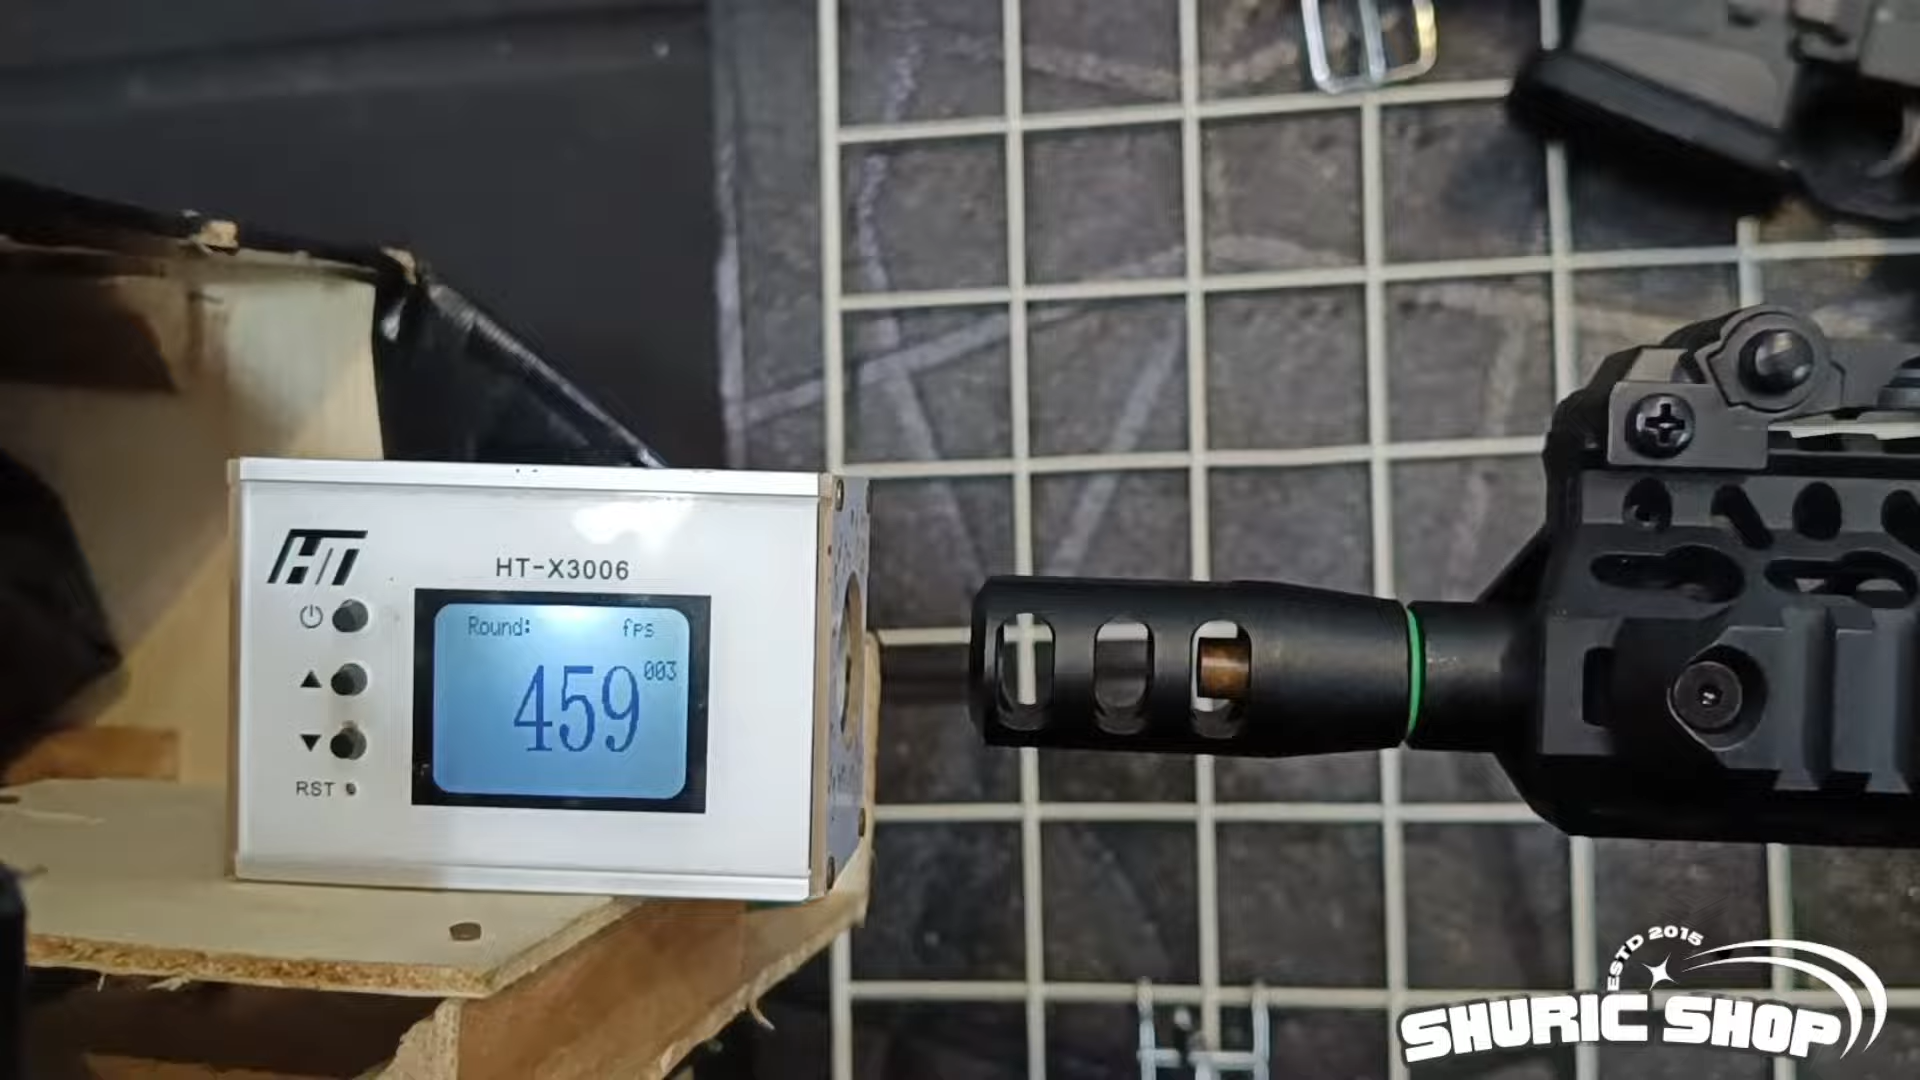 HT
HT-X3006
Round: fps
459 003
RST
ESTD 2015
SHURIC SHOP